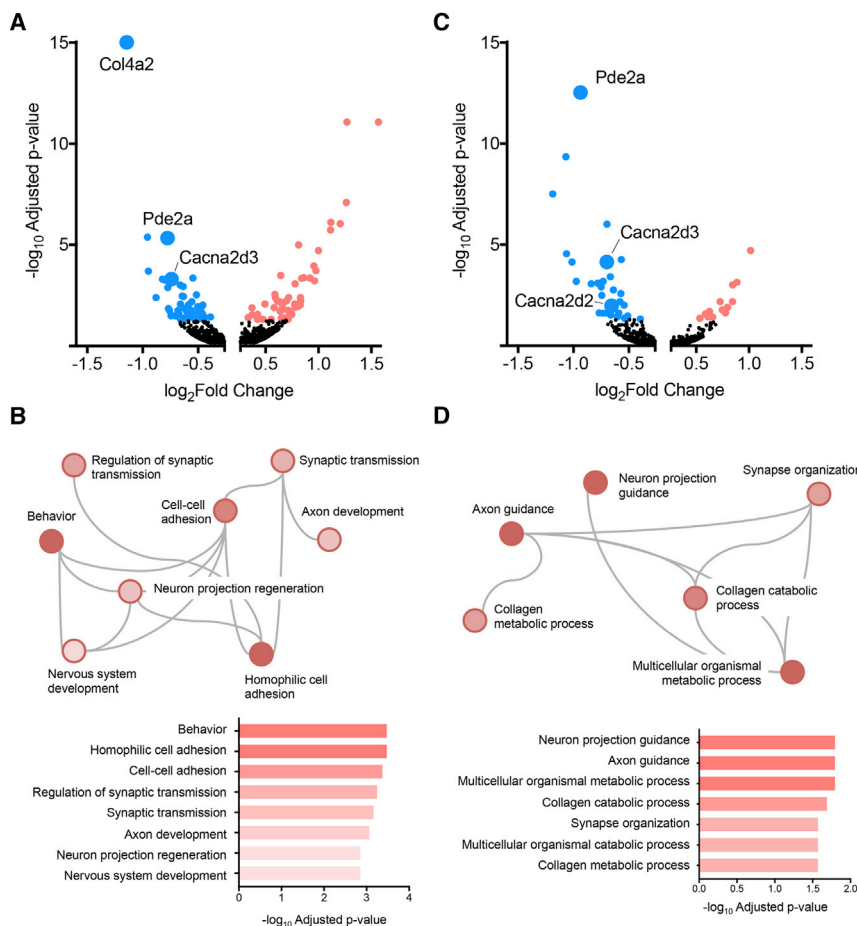 A
15
Col4a2
10
-log10 Adjusted p-value
Pde2a
5
Cacna2d3
-1.5
-1.0
-0.5
0.5
1.0
1.5
log2Fold Change
C
15
Pde2a
10
-log10 Adjusted p-value
5
Cacna2d3
Cacna2d2
-1.5
-1.0
-0.5
0.5
1.0
1.5
log2Fold Change
B
Regulation of synaptic
transmission
Synaptic transmission
Cell-cell
adhesion
Behavior
Axon development
Neuron projection regeneration
Nervous system
development
Homophilic cell
adhesion
Behavior
Homophilic cell adhesion
Cell-cell adhesion
Regulation of synaptic transmission
Synaptic transmission
Axon development
Neuron projection regeneration
Nervous system development
0
1
2
3
4
-log10 Adjusted p-value
D
Neuron projection
guidance
Synapse organization
Axon guidance
Collagen
metabolic process
Collagen catabolic
process
Multicellular organismal
metabolic process
Neuron projection guidance
Axon guidance
Multicellular organismal metabolic process
Collagen catabolic process
Synapse organization
Multicellular organismal catabolic process
Collagen metabolic process
0.0
0.5
1.0
1.5
2.0
-log10 Adjusted p-value